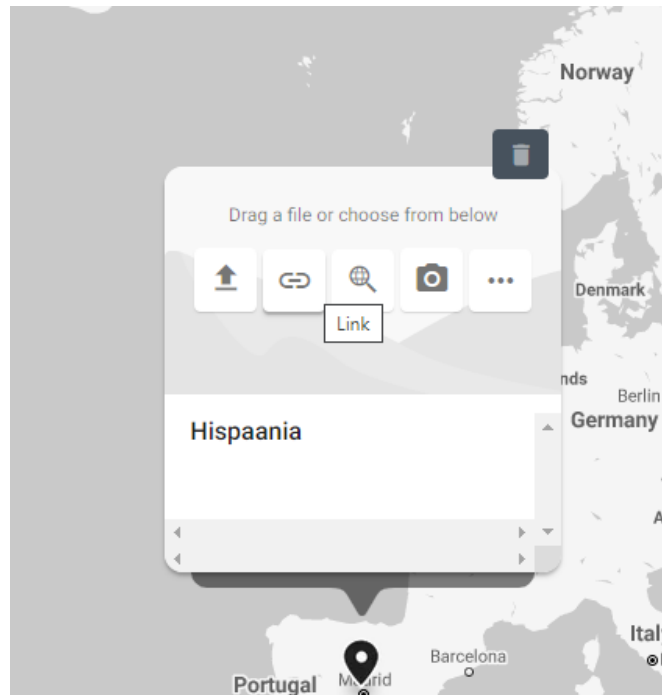 Norway
Drag a file or choose from below
Link
Denmark
nds
Berlin
Germany
Hispaania
A
Ital
Barcelona
Portugal
Madrid